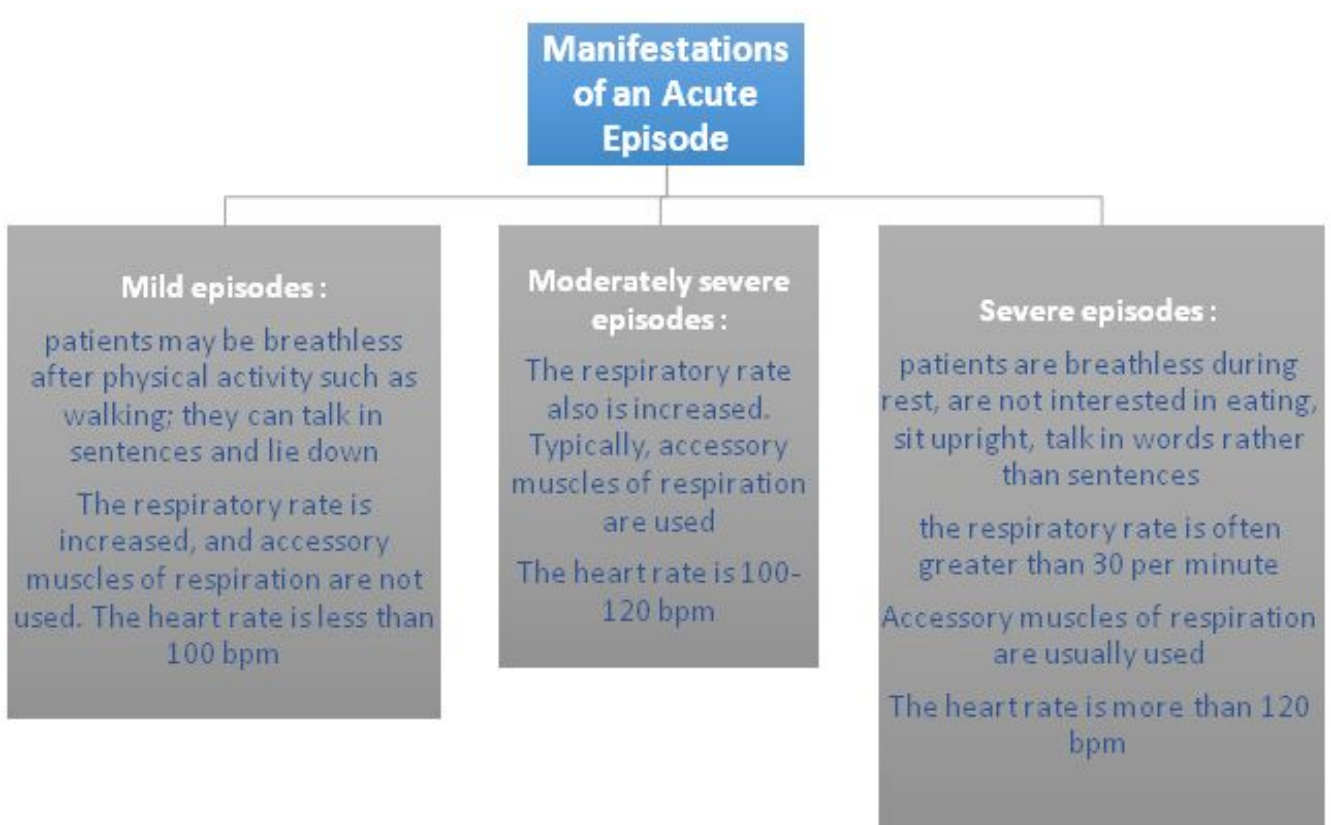 Manifestations
of an Acute
Episode
Mild episodes :
patients may be breathless
after physical activity such as
walking; they can talk in
sentences and lie down
The respiratory rate is
increased, and accessory
muscles of respiration are not
used. The heart rate is less than
100 bpm
Moderately severe
episodes :
The respiratory rate
also is increased.
Typically, accessory
muscles of respiration
are used
The heart rate is 100-
120 bpm
Severe episodes :
patients are breathless during
rest, are not interested in eating,
sit upright, talk in words rather
than sentences
the respiratory rate is often
greater than 30 per minute
Accessory muscles of respiration
are usually used
The heart rate is more than 120
bpm